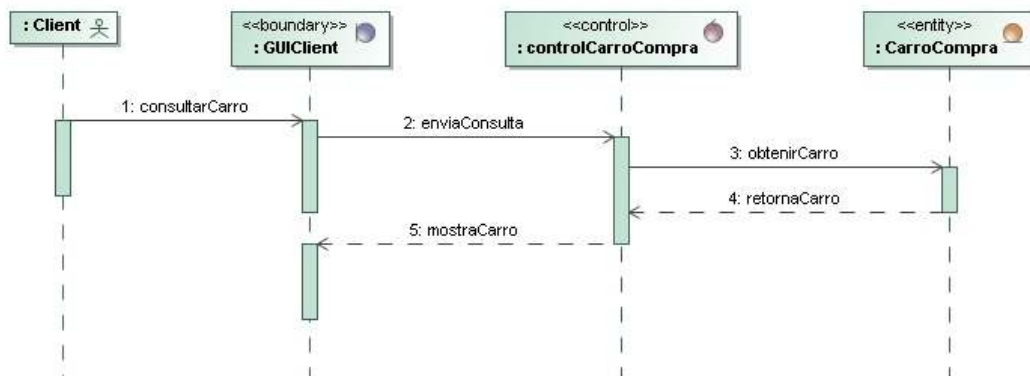 : Client
<<boundary>>
: GUIClient
<<control>>
: controlCarroCompra
<<entity>>
: CarroCompra
1: consultarCarro
2: enviaConsulta
3: obtenirCarro
4: retornaCarro
5: mostraCarro